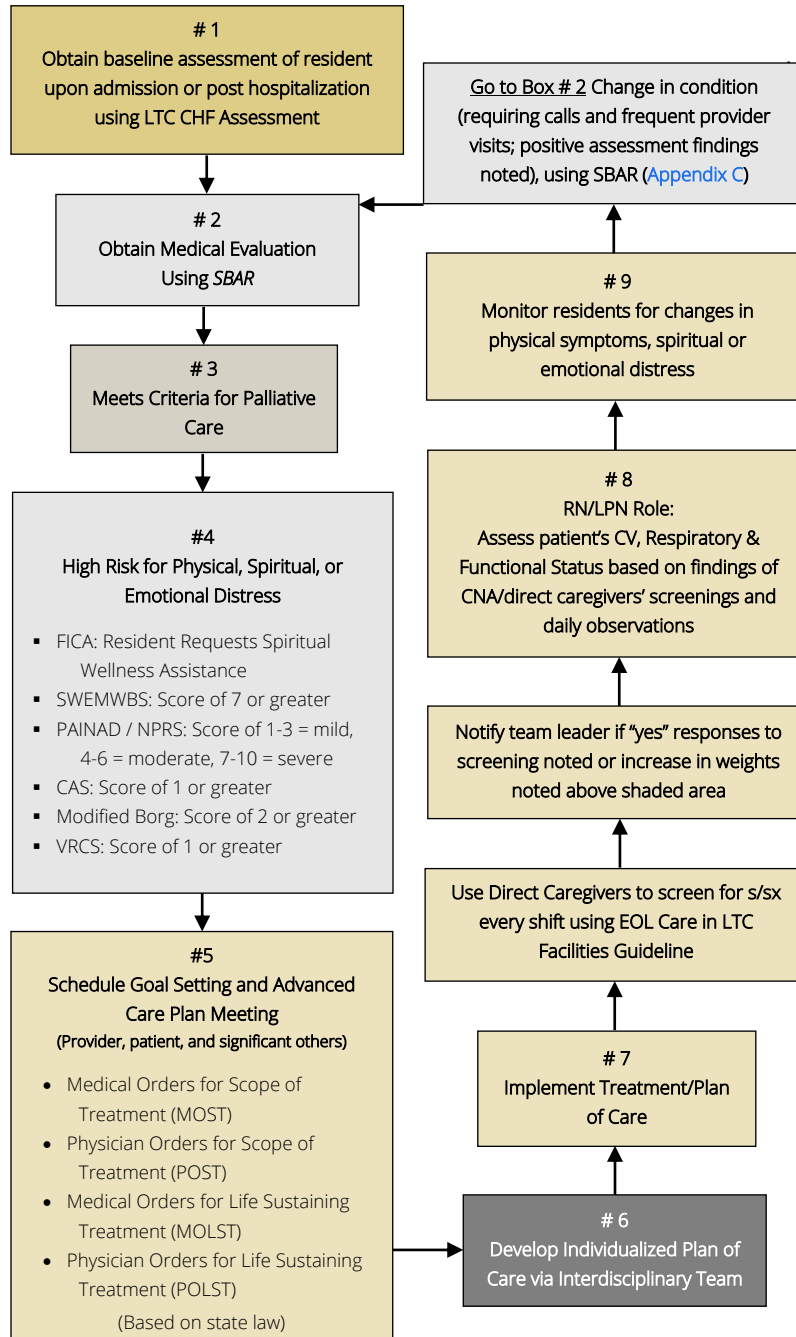 # 1
Obtain baseline assessment of resident
upon admission or post hospitalization
using LTC CHF Assessment
# 2
Obtain Medical Evaluation
Using SBAR
# 3
Meets Criteria for Palliative
Care
#4
High Risk for Physical, Spiritual, or
Emotional Distress
▪ FICA: Resident Requests Spiritual
Wellness Assistance
▪ SWEMWBS: Score of 7 or greater
▪ PAINAD / NPRS: Score of 1-3 = mild,
4-6 = moderate, 7-10 = severe
▪ CAS: Score of 1 or greater
▪ Modified Borg: Score of 2 or greater
▪ VRCS: Score of 1 or greater
#5
Schedule Goal Setting and Advanced
Care Plan Meeting
(Provider, patient, and significant others)
• Medical Orders for Scope of
Treatment (MOST)
• Physician Orders for Scope of
Treatment (POST)
• Medical Orders for Life Sustaining
Treatment (MOLST)
• Physician Orders for Life Sustaining
Treatment (POLST)
(Based on state law)
# 6
Develop Individualized Plan of
Care via Interdisciplinary Team
# 7
Implement Treatment/Plan
of Care
Use Direct Caregivers to screen for s/sx
every shift using EOL Care in LTC
Facilities Guideline
Notify team leader if “yes” responses to
screening noted or increase in weights
noted above shaded area
# 8
RN/LPN Role:
Assess patient’s CV, Respiratory &
Functional Status based on findings of
CNA/direct caregivers’ screenings and
daily observations
# 9
Monitor residents for changes in
physical symptoms, spiritual or
emotional distress
Go to Box # 2 Change in condition
(requiring calls and frequent provider
visits; positive assessment findings
noted), using SBAR (Appendix C)